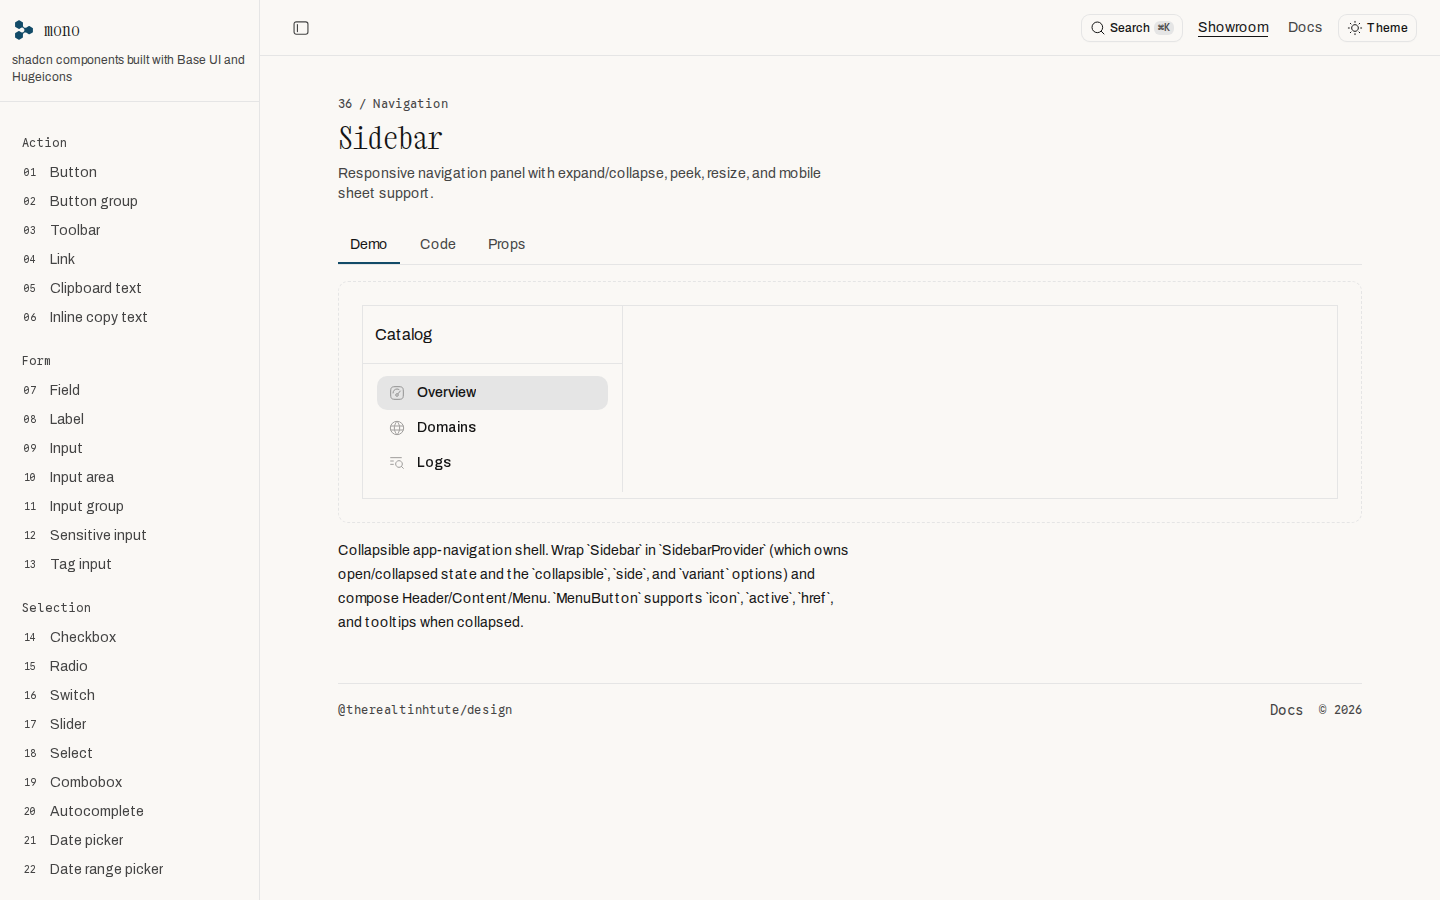 mono
shadcn components built with Base UI and
Hugeicons
Action
01 Button
02 Button group
03 Toolbar
04 Link
05 Clipboard text
06 Inline copy text
Form
07 Field
08 Label
09 Input
10 Input area
11 Input group
12 Sensitive input
13 Tag input
Selection
14 Checkbox
15 Radio
16 Switch
17 Slider
18 Select
19 Combobox
20 Autocomplete
21 Date picker
22 Date range picker
Search ⌘K Showroom Docs Theme
36 / Navigation
Sidebar
Responsive navigation panel with expand/collapse, peek, resize, and mobile
sheet support.
Demo Code Props
Catalog
Overview
Domains
Logs
Collapsible app-navigation shell. Wrap `Sidebar` in `SidebarProvider` (which owns
open/collapsed state and the `collapsible`, `side`, and `variant` options) and
compose Header/Content/Menu. `MenuButton` supports `icon`, `active`, `href`,
and tooltips when collapsed.
@therealtinhtute/design Docs © 2026